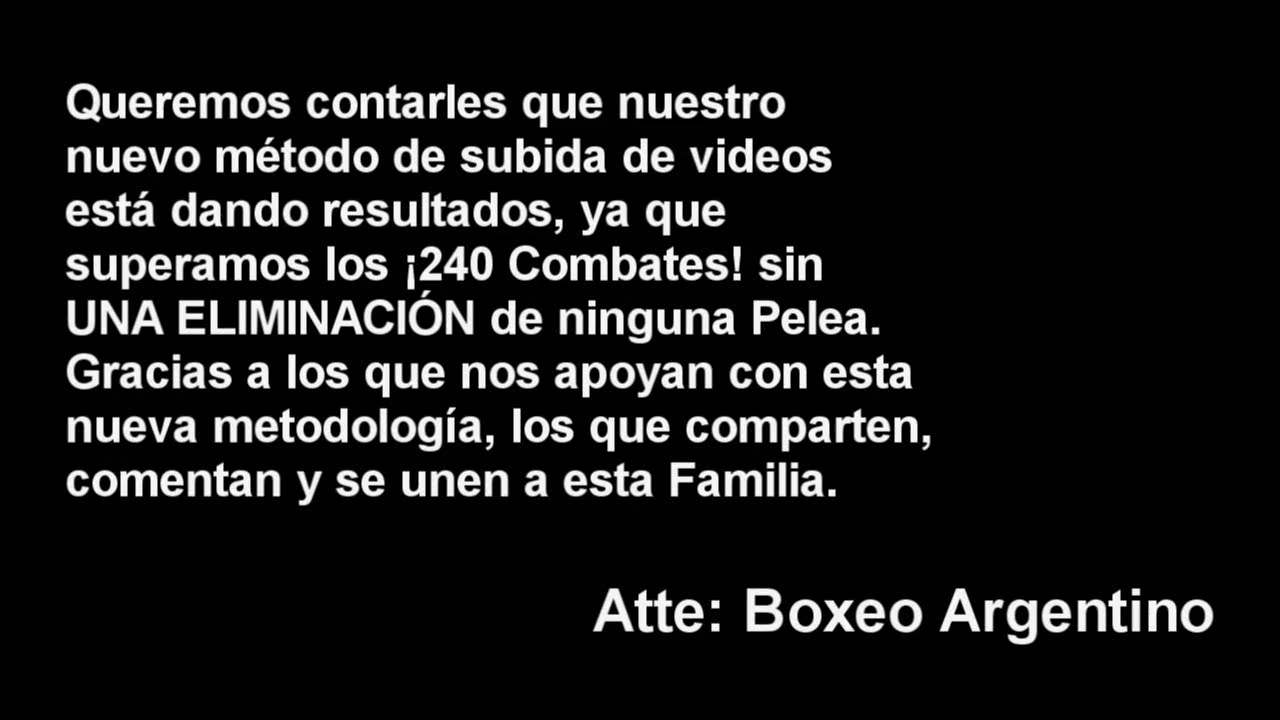 Queremos contarles que nuestro
nuevo método de subida de videos
está dando resultados, ya que
superamos los ¡240 Combates! sin
UNA ELIMINACIÓN de ninguna Pelea.
Gracias a los que nos apoyan con esta
nueva metodología, los que comparten,
comentan y se unen a esta Familia.
Atte: Boxeo Argentino